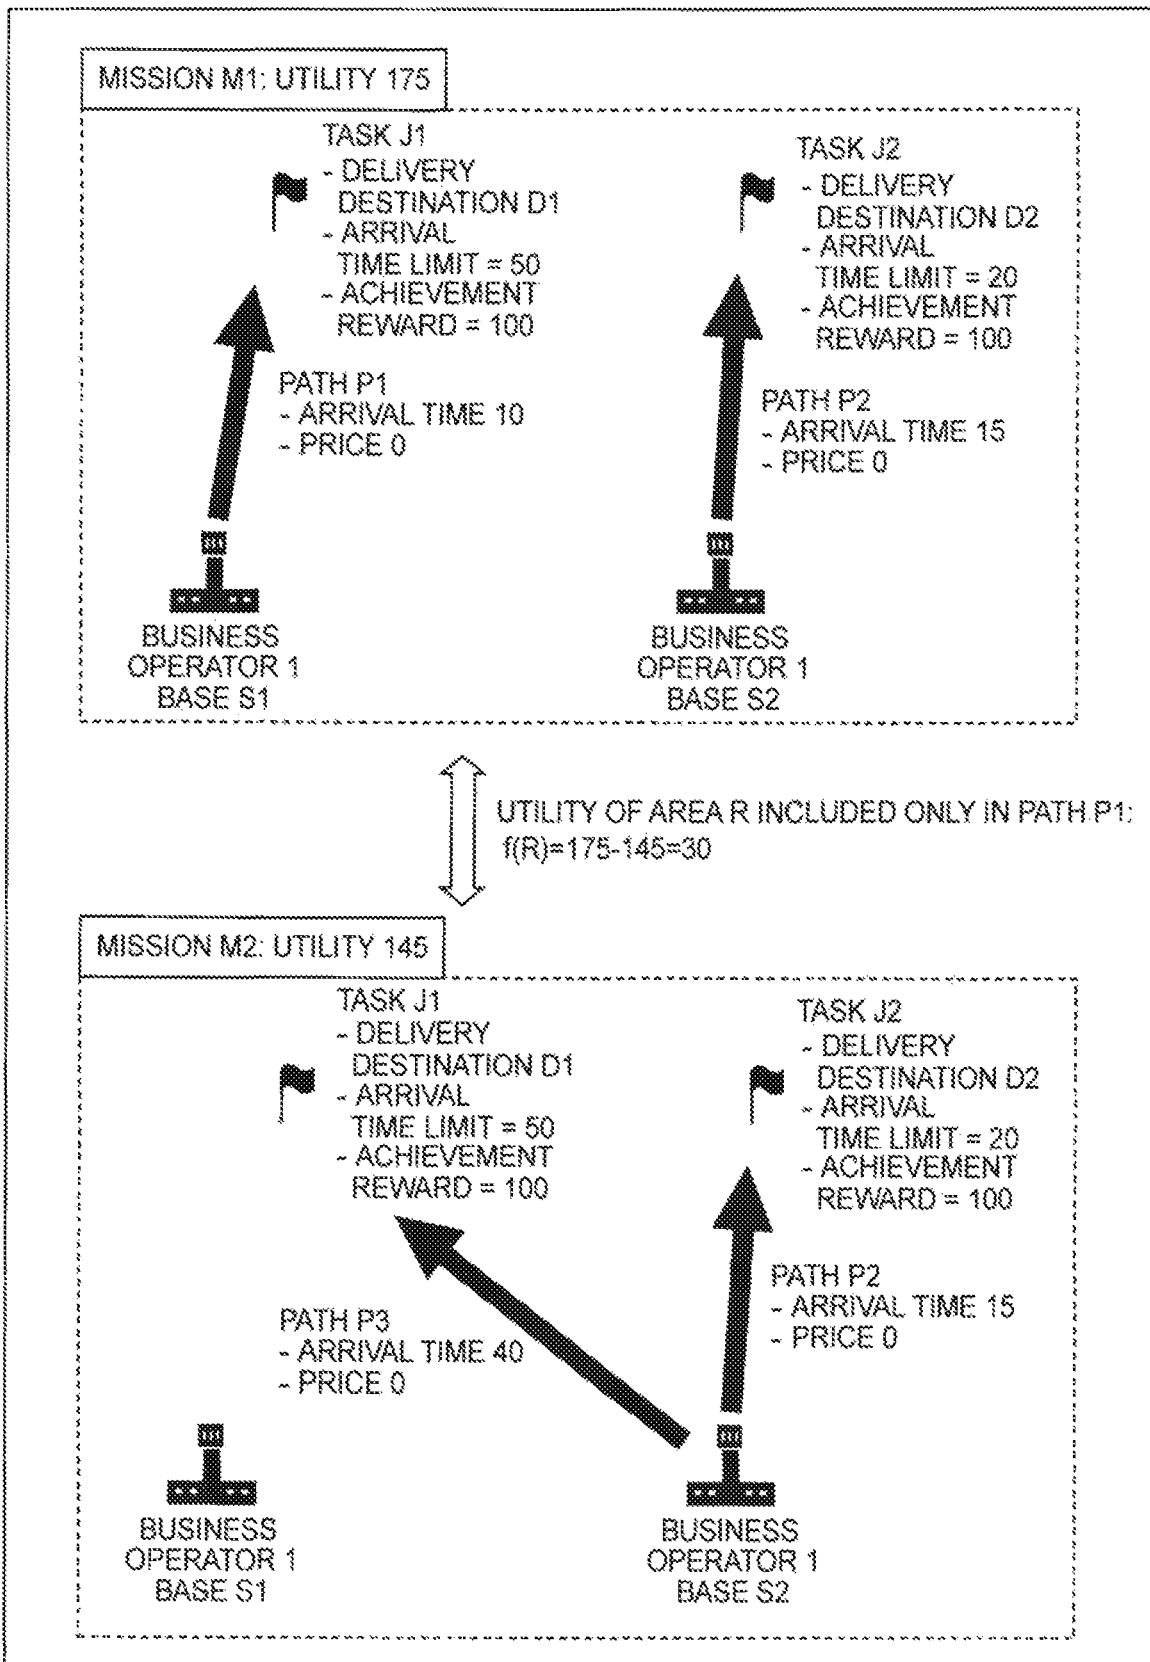 MISSION M1: UTILITY 175
TASK J1
- DELIVERY
DESTINATION D1
- ARRIVAL
TIME LIMIT = 50
- ACHIEVEMENT
REWARD = 100
TASK J2
- DELIVERY
DESTINATION D2
- ARRIVAL
TIME LIMIT = 20
- ACHIEVEMENT
REWARD = 100
PATH P1
- ARRIVAL TIME 10
- PRICE 0
PATH P2
- ARRIVAL TIME 15
- PRICE 0
BUSINESS
OPERATOR 1
BASE S1
BUSINESS
OPERATOR 1
BASE S2
UTILITY OF AREA R INCLUDED ONLY IN PATH P1:
f(R)=175-145=30
MISSION M2: UTILITY 145
TASK J1
- DELIVERY
DESTINATION D1
- ARRIVAL
TIME LIMIT = 50
- ACHIEVEMENT
REWARD = 100
TASK J2
- DELIVERY
DESTINATION D2
- ARRIVAL
TIME LIMIT = 20
- ACHIEVEMENT
REWARD = 100
PATH P3
- ARRIVAL TIME 40
- PRICE 0
PATH P2
- ARRIVAL TIME 15
- PRICE 0
BUSINESS
OPERATOR 1
BASE S1
BUSINESS
OPERATOR 1
BASE S2